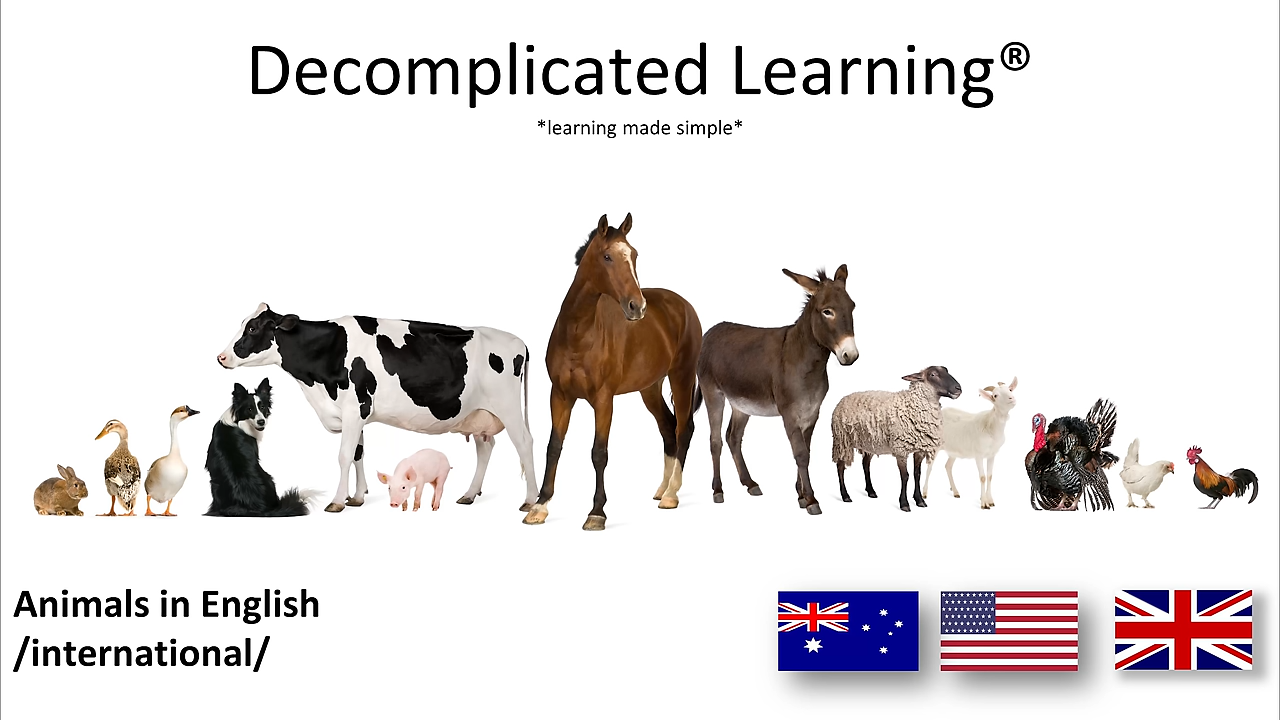 Decomplicated Learning®
*learning made simple*
Animals in English
/international/